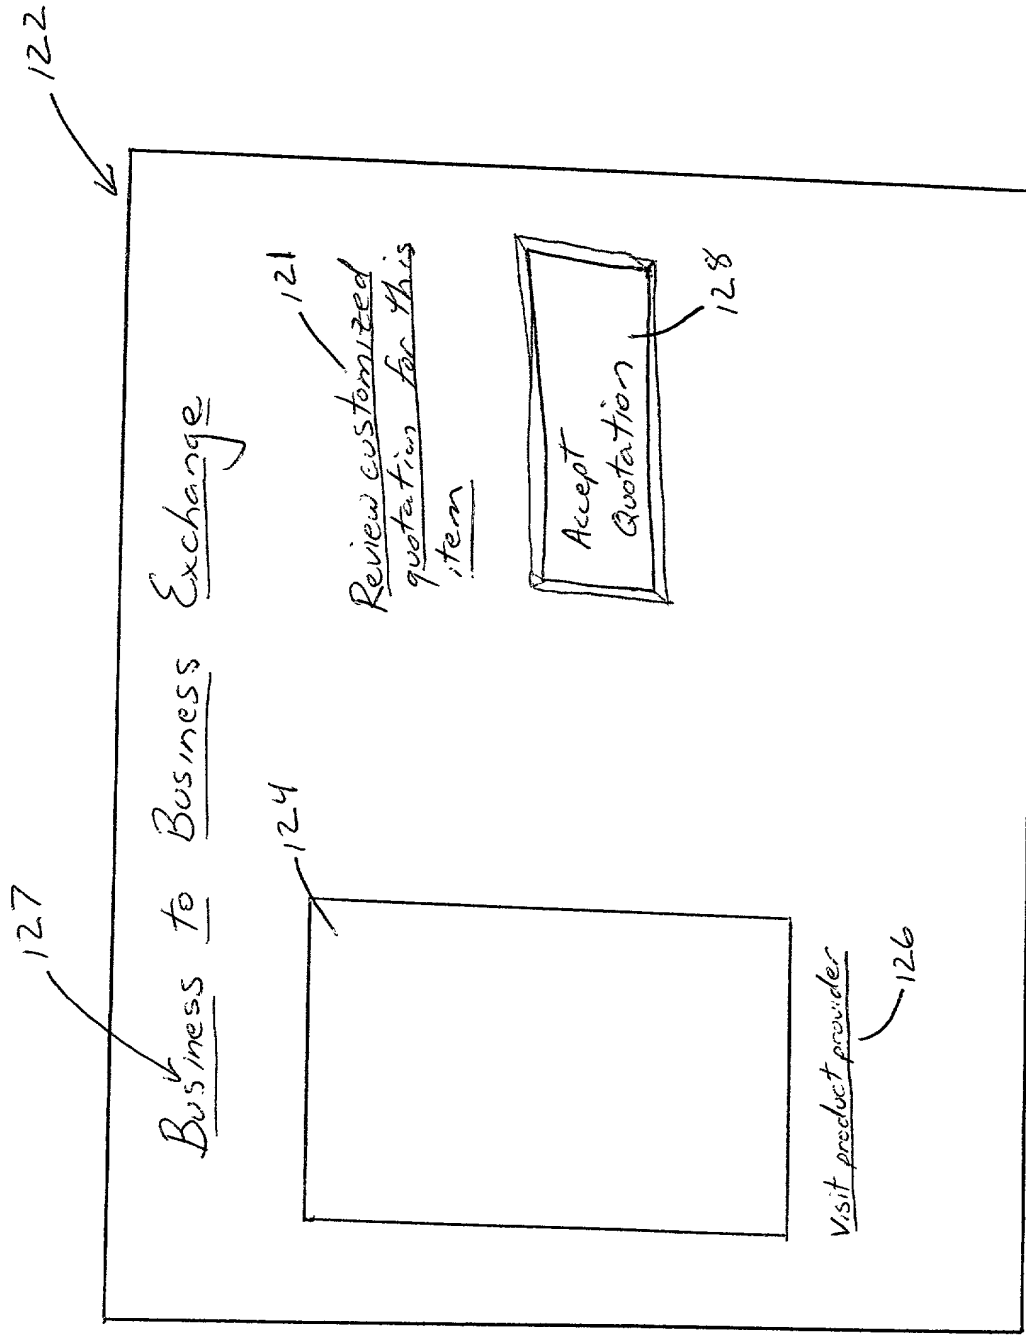 122
127
Business to Business Exchange
124
121
Review customized
quotation for this
item
Accept
Quotation
128
Visit product provider
126